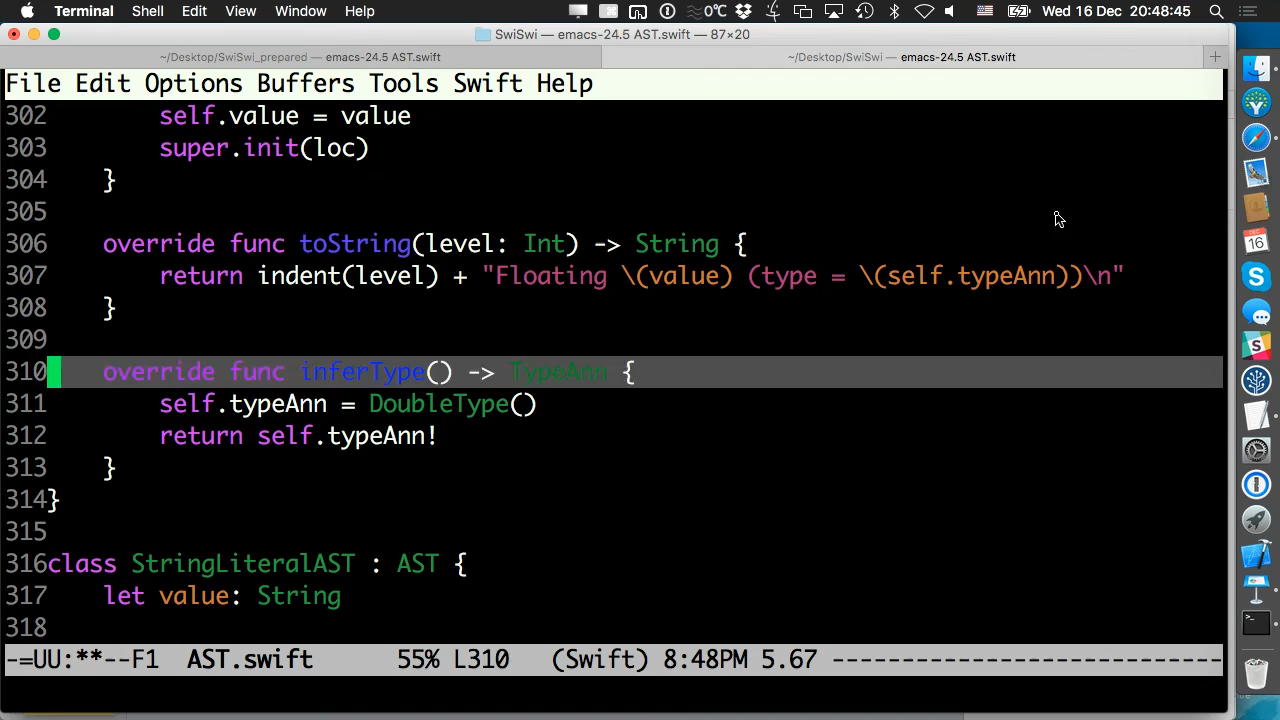 Terminal Shell Edit View Window Help 0°C Wed 16 Dec 20:48:45
SwiSwi — emacs-24.5 AST.swift — 87×20
~/Desktop/SwiSwi_prepared — emacs-24.5 AST.swift ~/Desktop/SwiSwi — emacs-24.5 AST.swift
File Edit Options Buffers Tools Swift Help
302 self.value = value
303 super.init(loc)
304 }
305
306 override func toString(level: Int) -> String {
307 return indent(level) + "Floating \(value) (type = \(self.typeAnn))\n"
308 }
309
310 override func inferType() -> TypeAnn {
311 self.typeAnn = DoubleType()
312 return self.typeAnn!
313 }
314}
315
316class StringLiteralAST : AST {
317 let value: String
318
-=UU:**--F1 AST.swift 55% L310 (Swift) 8:48PM 5.67 ----------------------------